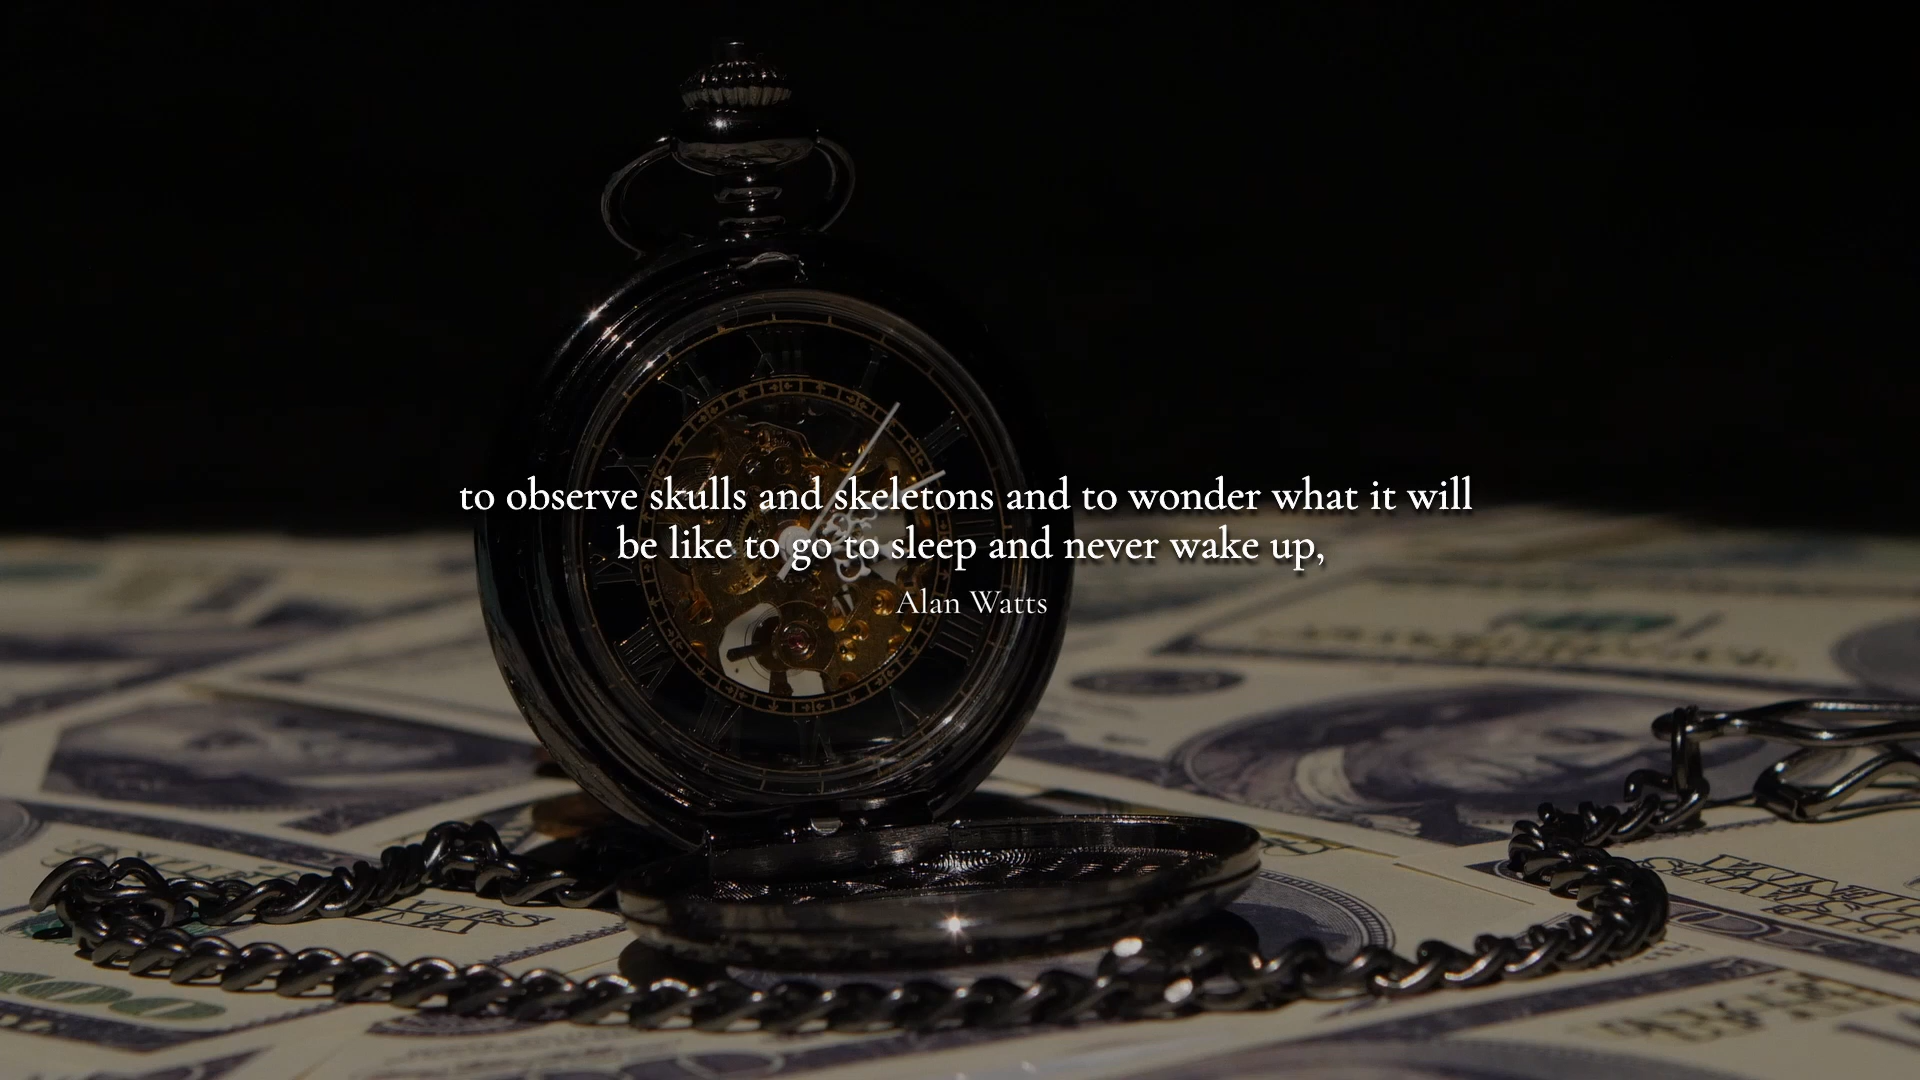 to observe skulls and skeletons and to wonder what it will
be like to go to sleep and never wake up,
Alan Watts